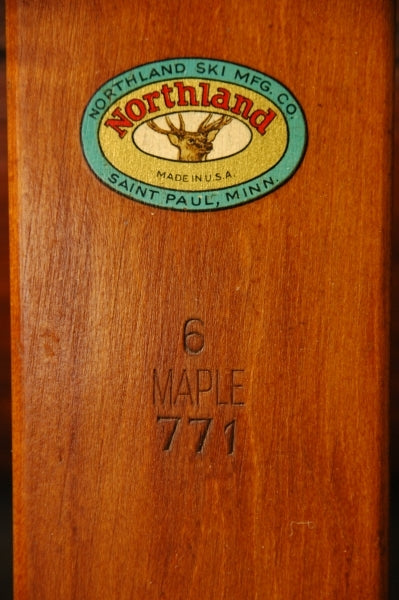 NORTHLAND SKI MFG. CO.
Northland
MADE IN U.S.A.
SAINT PAUL, MINN.
6
MAPLE
771